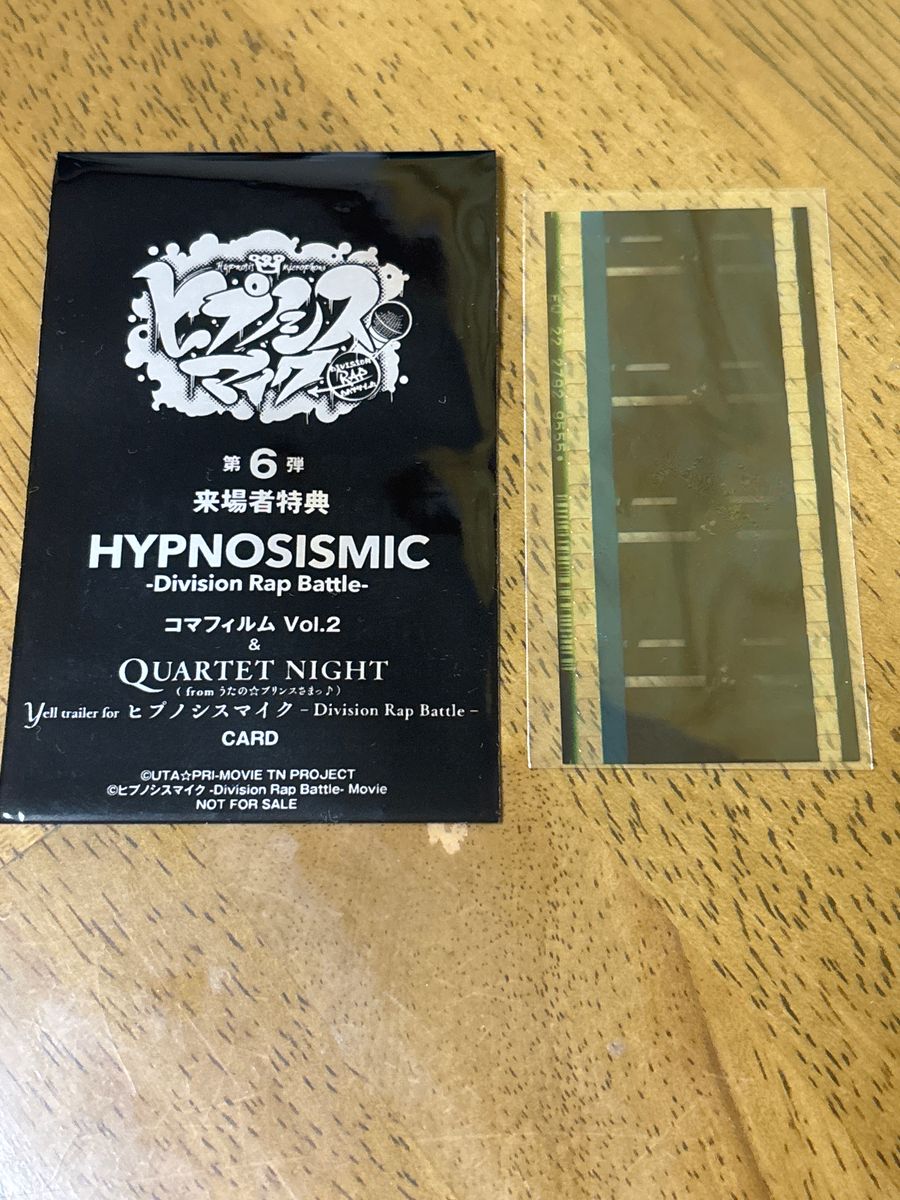 Hypnosis Microphone
ヒプノシス
マイク
DIVISION
RAP
BATTLE
第6弾
来場者特典
HYPNOSISMIC
-Division Rap Battle-
コマフィルム Vol.2
&
QUARTET NIGHT
( from うたの☆プリンスさまっ♪ )
Yell trailer for ヒプノシスマイク - Division Rap Battle -
CARD
©UTA☆PRI-MOVIE TN PROJECT
©ヒプノシスマイク -Division Rap Battle- Movie
NOT FOR SALE